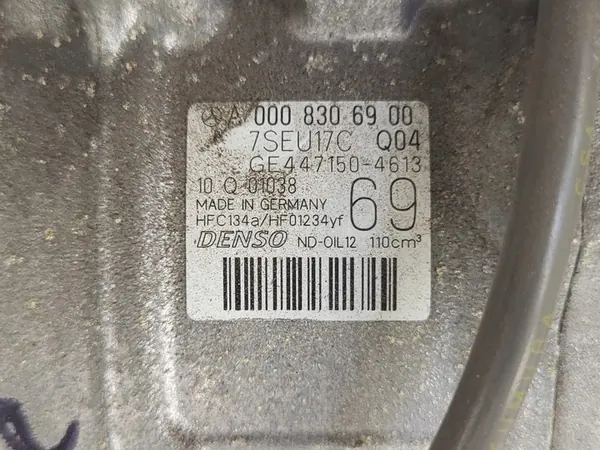 A 000 830 69 00
7SEU17C Q04
GE447150-4613
10 Q 01038
MADE IN GERMANY
69
HFC134a/HFO1234yf
DENSO ND-OIL12 110cm³